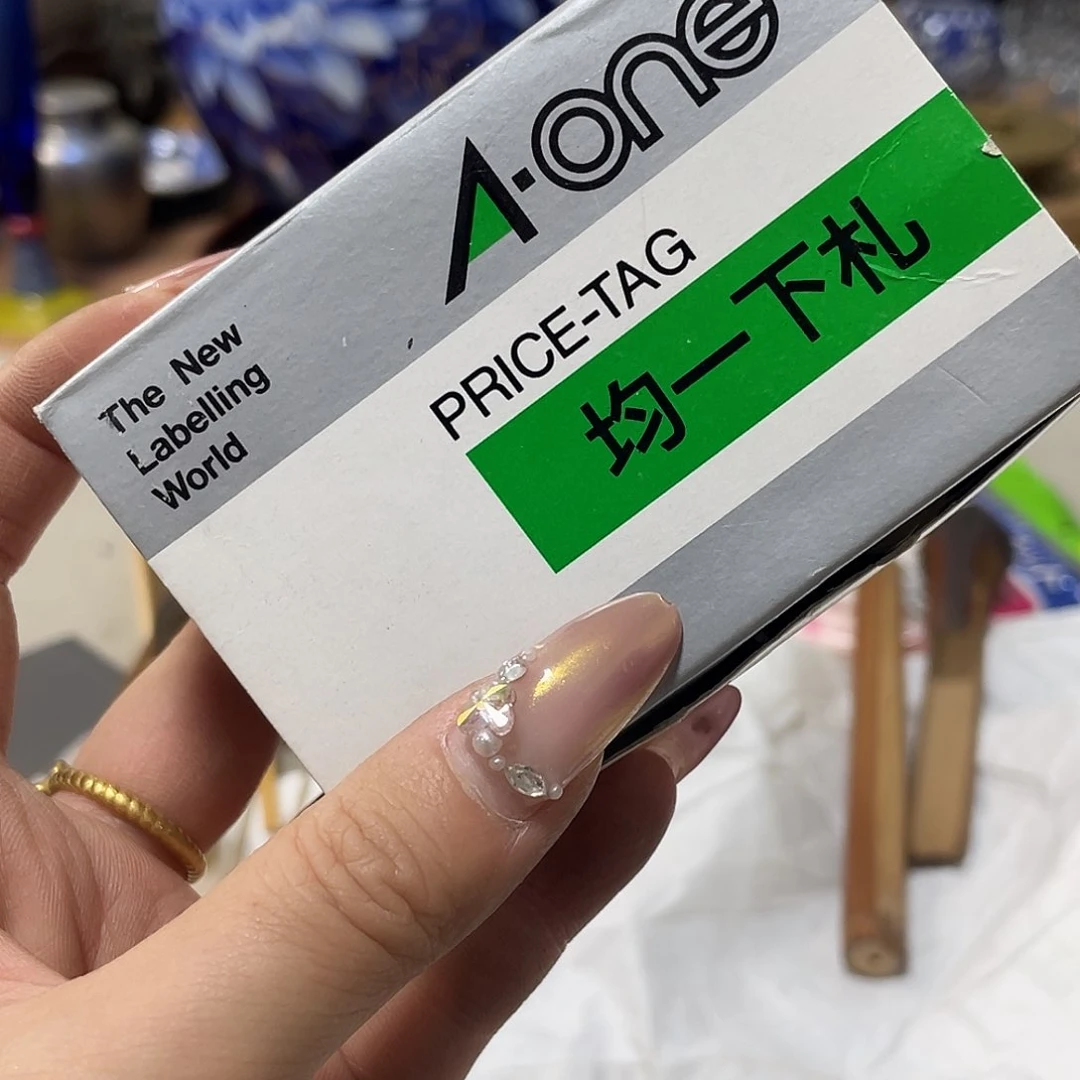 A-one
PRICE-TAG
均一下札
The New
Labelling
World